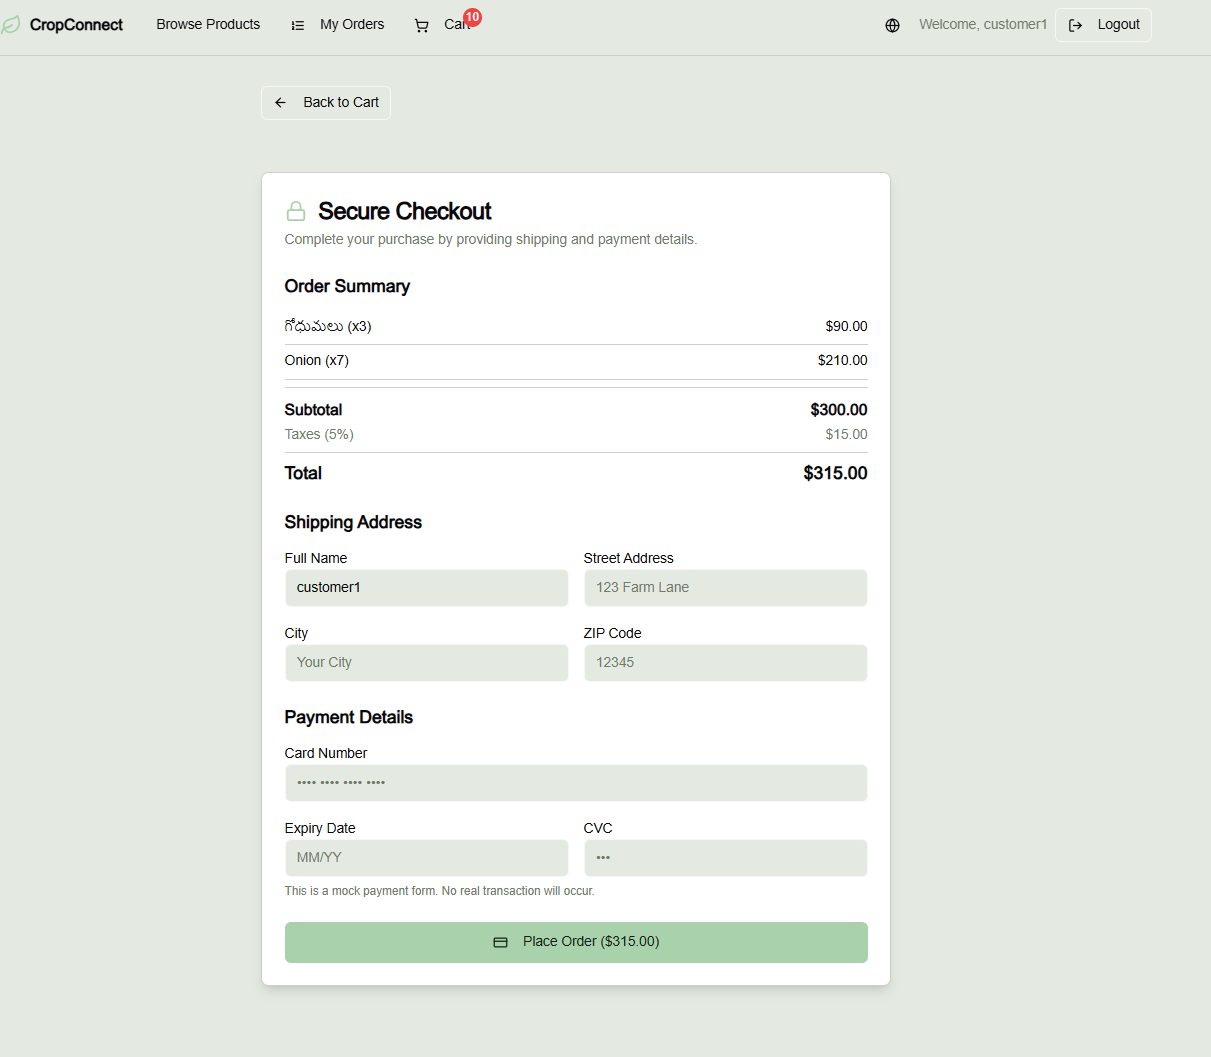 CropConnect Browse Products My Orders Cart 10 Welcome, customer1 Logout
Back to Cart
Secure Checkout
Complete your purchase by providing shipping and payment details.
Order Summary
గోధుమలు (x3) $90.00
Onion (x7) $210.00
Subtotal $300.00
Taxes (5%) $15.00
Total $315.00
Shipping Address
Full Name Street Address
customer1 123 Farm Lane
City ZIP Code
Your City 12345
Payment Details
Card Number
•••• •••• •••• ••••
Expiry Date CVC
MM/YY •••
This is a mock payment form. No real transaction will occur.
Place Order ($315.00)